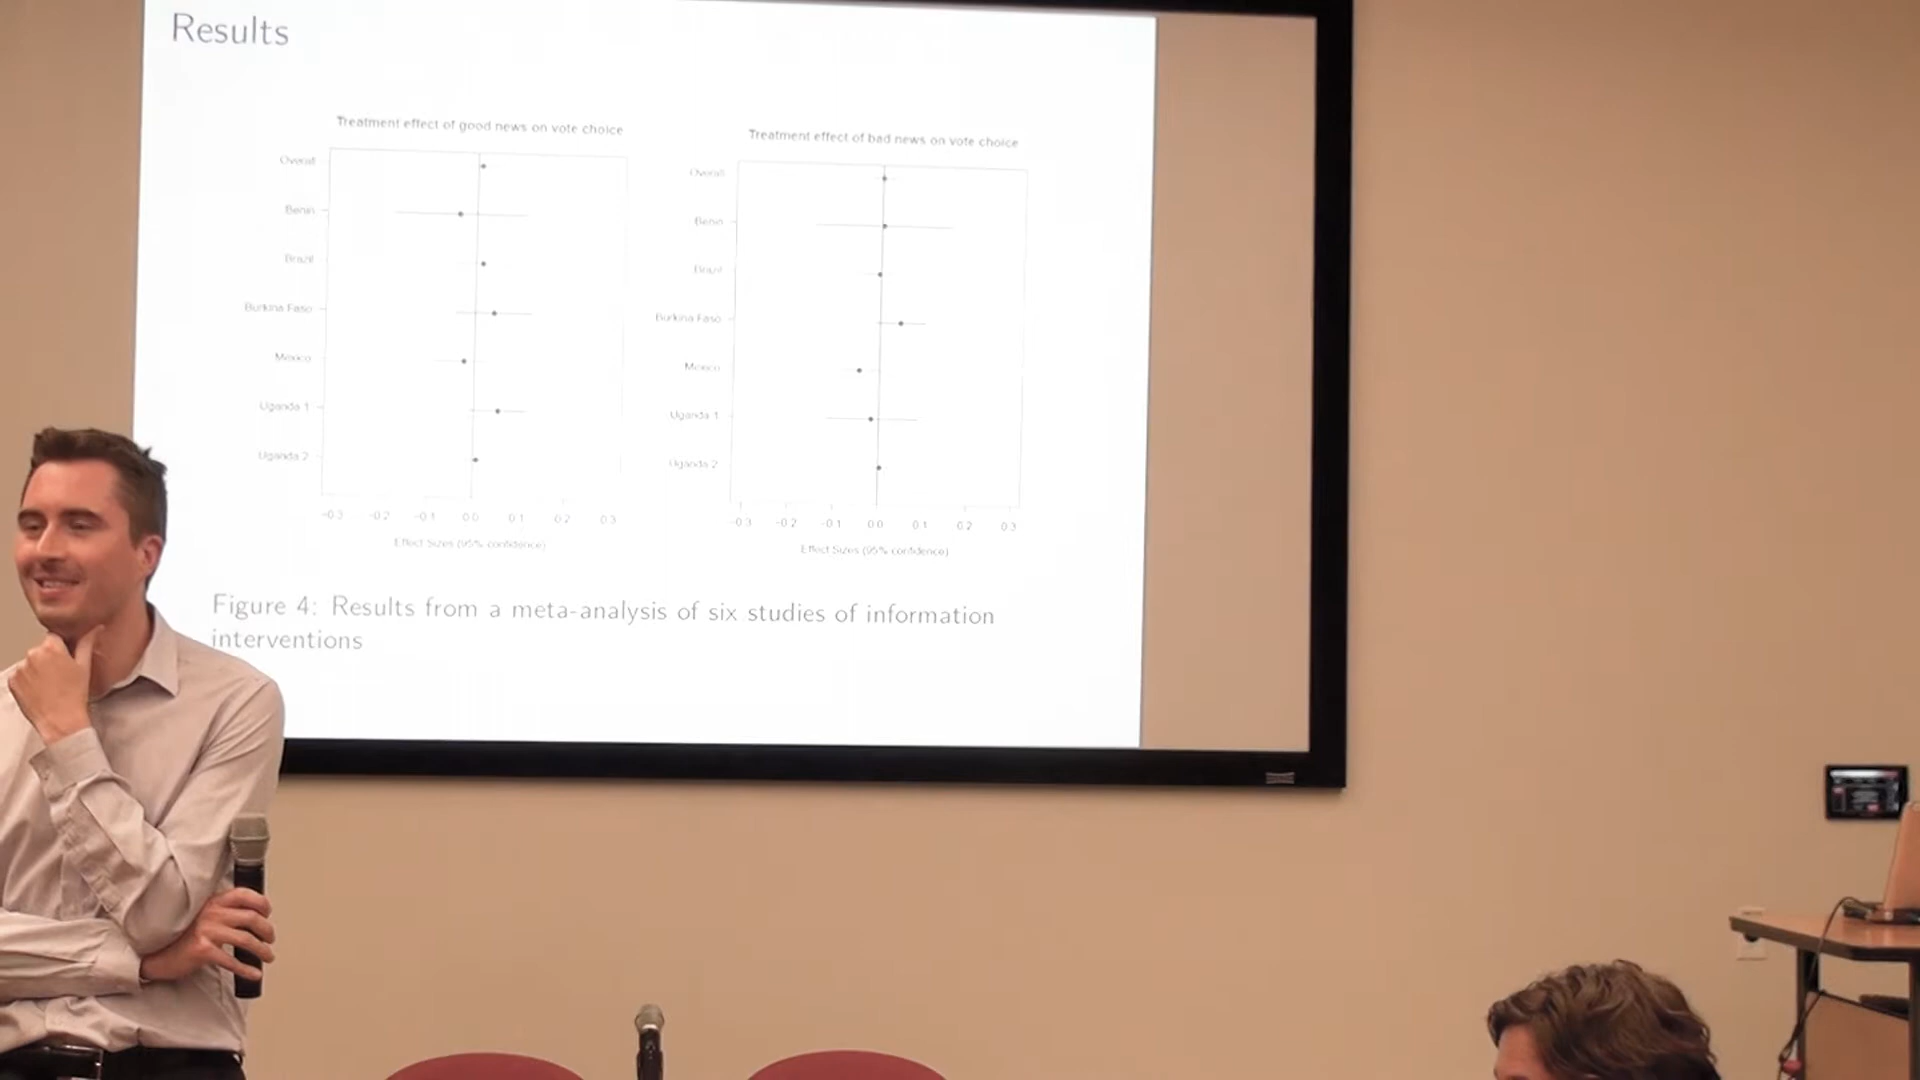 Results
Treatment effect of good news on vote choice
Overall
Benin
Brazil
Burkina Faso
Mexico
Uganda 1
Uganda 2
-0.3 -0.2 -0.1 0.0 0.1 0.2 0.3
Effect Sizes (95% confidence)
Treatment effect of bad news on vote choice
Overall
Benin
Brazil
Burkina Faso
Mexico
Uganda 1
Uganda 2
-0.3 -0.2 -0.1 0.0 0.1 0.2 0.3
Effect Sizes (95% confidence)
Figure 4: Results from a meta-analysis of six studies of information
interventions